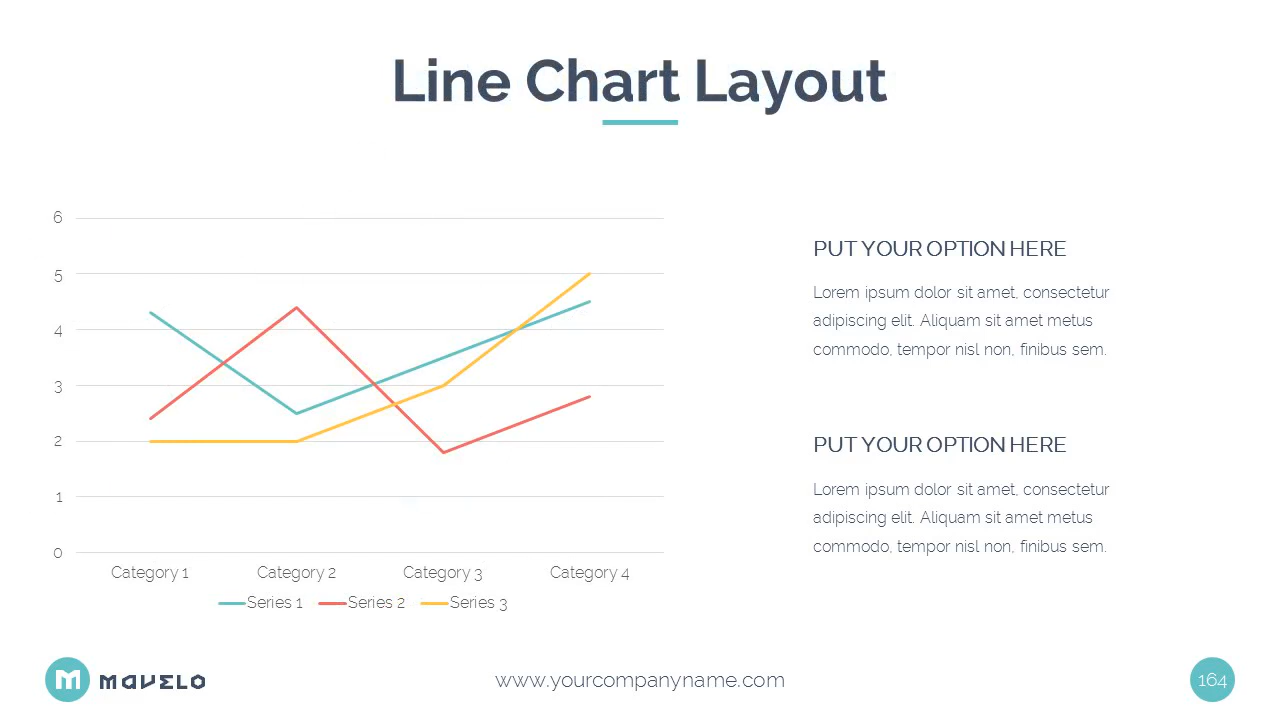 Line Chart Layout
6
5
4
3
2
1
0
Category 1 Category 2 Category 3 Category 4
Series 1 Series 2 Series 3
PUT YOUR OPTION HERE
Lorem ipsum dolor sit amet, consectetur
adipiscing elit. Aliquam sit amet metus
commodo, tempor nisl non, finibus sem.
PUT YOUR OPTION HERE
Lorem ipsum dolor sit amet, consectetur
adipiscing elit. Aliquam sit amet metus
commodo, tempor nisl non, finibus sem.
M MAVELO
www.yourcompanyname.com
164